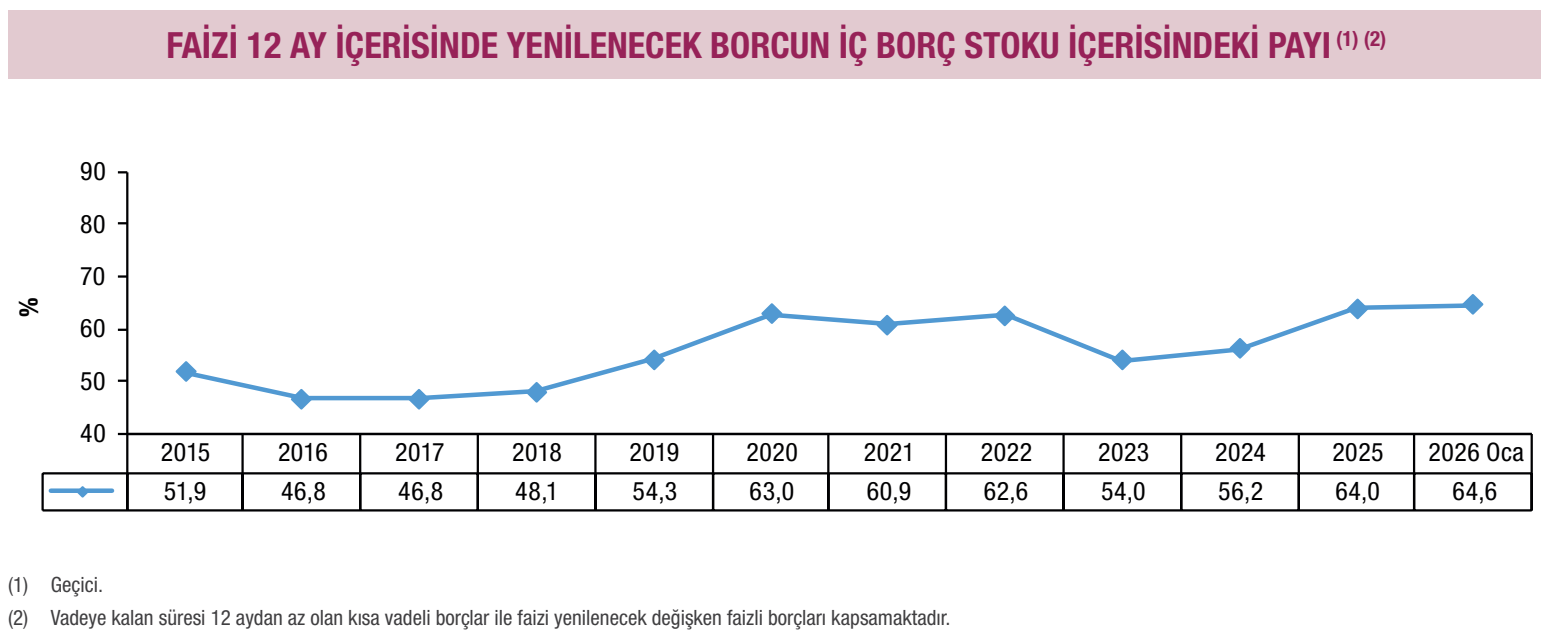 FAİZİ 12 AY İÇERİSİNDE YENİLENECEK BORCUN İÇ BORÇ STOKU İÇERİSİNDEKİ PAYI (1) (2)
90
80
70
60
50
40
%
2015 2016 2017 2018 2019 2020 2021 2022 2023 2024 2025 2026 Oca
51,9 46,8 46,8 48,1 54,3 63,0 60,9 62,6 54,0 56,2 64,0 64,6
(1) Geçici.
(2) Vadeye kalan süresi 12 aydan az olan kısa vadeli borçlar ile faizi yenilenecek değişken faizli borçları kapsamaktadır.